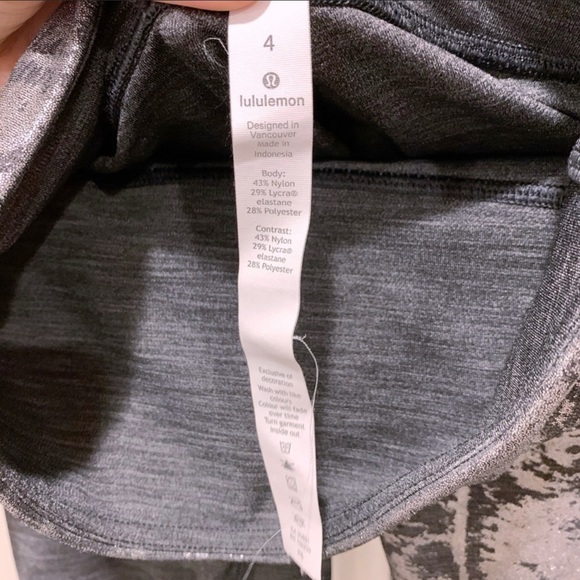 4
lululemon
Designed in
Vancouver
Made in
Indonesia
Body:
43% Nylon
29% Lycra®
elastane
28% Polyester
Contrast:
43% Nylon
29% Lycra®
elastane
28% Polyester
Exclusive of
decoration
Wash with like
colours
Colour will fade
over time
Turn garment
inside out